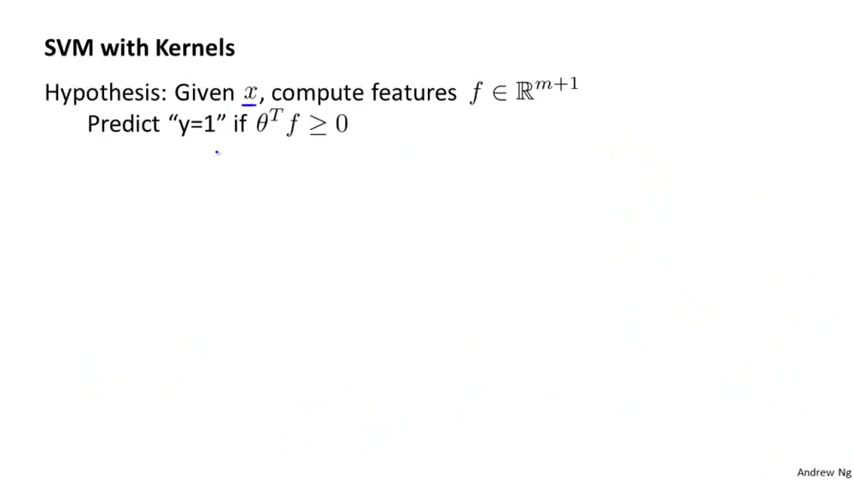 SVM with Kernels
Hypothesis: Given x, compute features f ∈ ℝ^{m+1}
Predict “y=1” if θ^T f ≥ 0
Andrew Ng